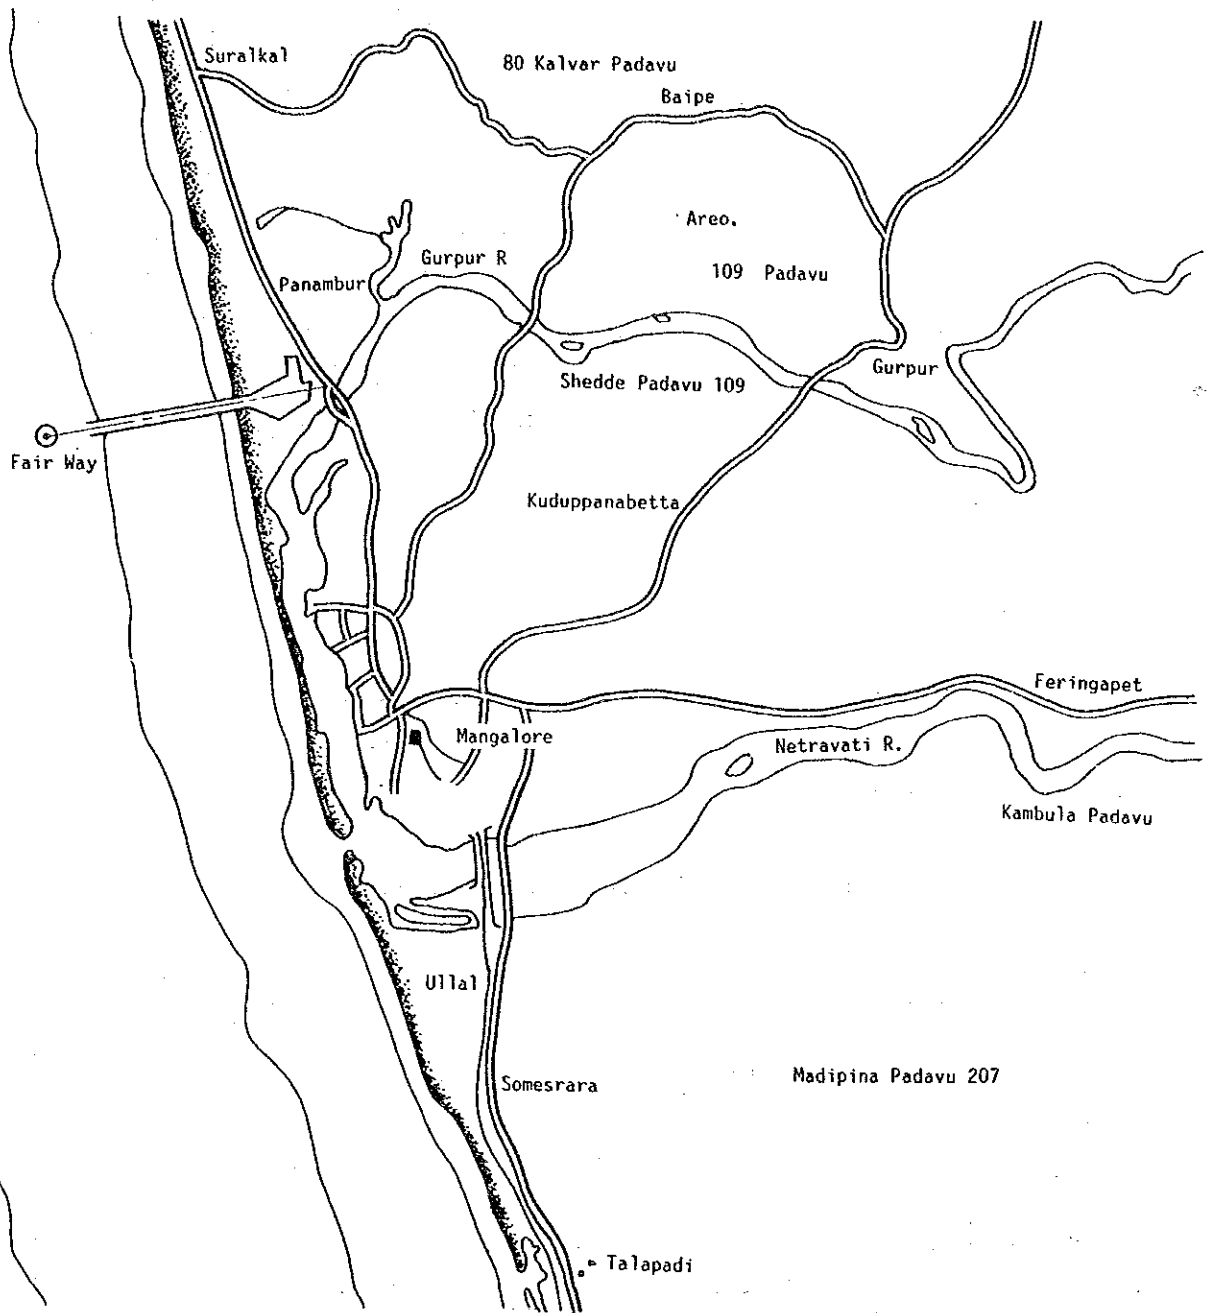 Suralkal
80 Kalvar Padavu
Baipe
Areo.
Gurpur R
109 Padavu
Panambur
Gurpur
Shedde Padavu 109
Fair Way
Kuduppanabetta
Feringapet
Mangalore
Netravati R.
Kambula Padavu
Ullal
Somesrara
Madipina Padavu 207
Talapadi